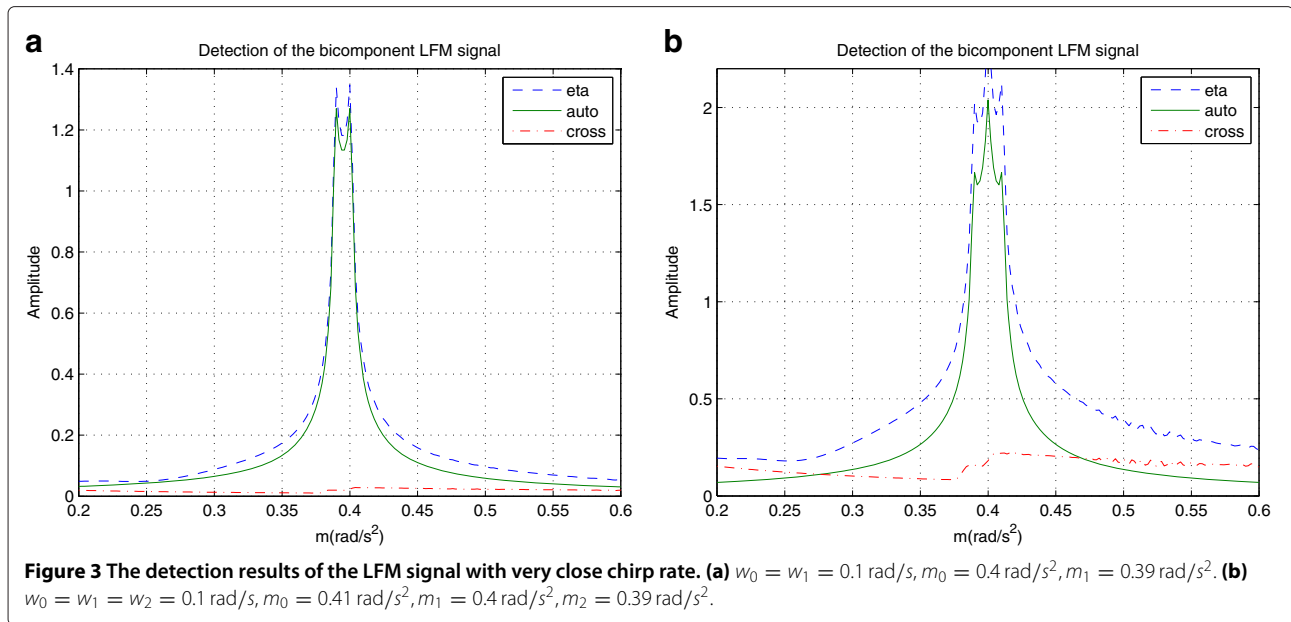 a
Detection of the bicomponent LFM signal
1.4
1.2
1
0.8
0.6
0.4
0.2
0
Amplitude
0.2 0.25 0.3 0.35 0.4 0.45 0.5 0.55 0.6
m(rad/s²)
eta
auto
cross
b
Detection of the bicomponent LFM signal
2
1.5
1
0.5
0
Amplitude
0.2 0.25 0.3 0.35 0.4 0.45 0.5 0.55 0.6
m(rad/s²)
eta
auto
cross
Figure 3 The detection results of the LFM signal with very close chirp rate. (a) w₀ = w₁ = 0.1 rad/s, m₀ = 0.4 rad/s², m₁ = 0.39 rad/s². (b)
w₀ = w₁ = w₂ = 0.1 rad/s, m₀ = 0.41 rad/s², m₁ = 0.4 rad/s², m₂ = 0.39 rad/s².